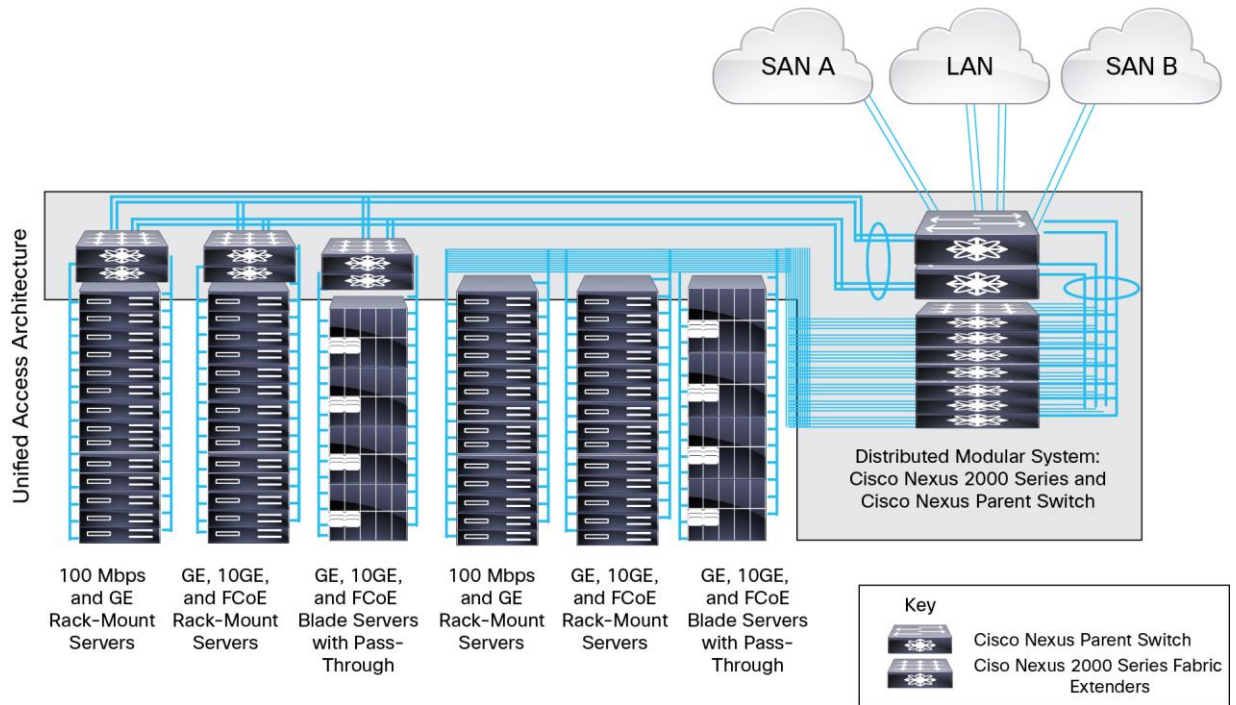 SAN A
LAN
SAN B
Unified Access Architecture
Distributed Modular System:
Cisco Nexus 2000 Series and
Cisco Nexus Parent Switch
100 Mbps
and GE
Rack-Mount
Servers
GE, 10GE,
and FCoE
Rack-Mount
Servers
GE, 10GE,
and FCoE
Blade Servers
with Pass-
Through
100 Mbps
and GE
Rack-Mount
Servers
GE, 10GE,
and FCoE
Rack-Mount
Servers
GE, 10GE,
and FCoE
Blade Servers
with Pass-
Through
Key
Cisco Nexus Parent Switch
Ciso Nexus 2000 Series Fabric
Extenders